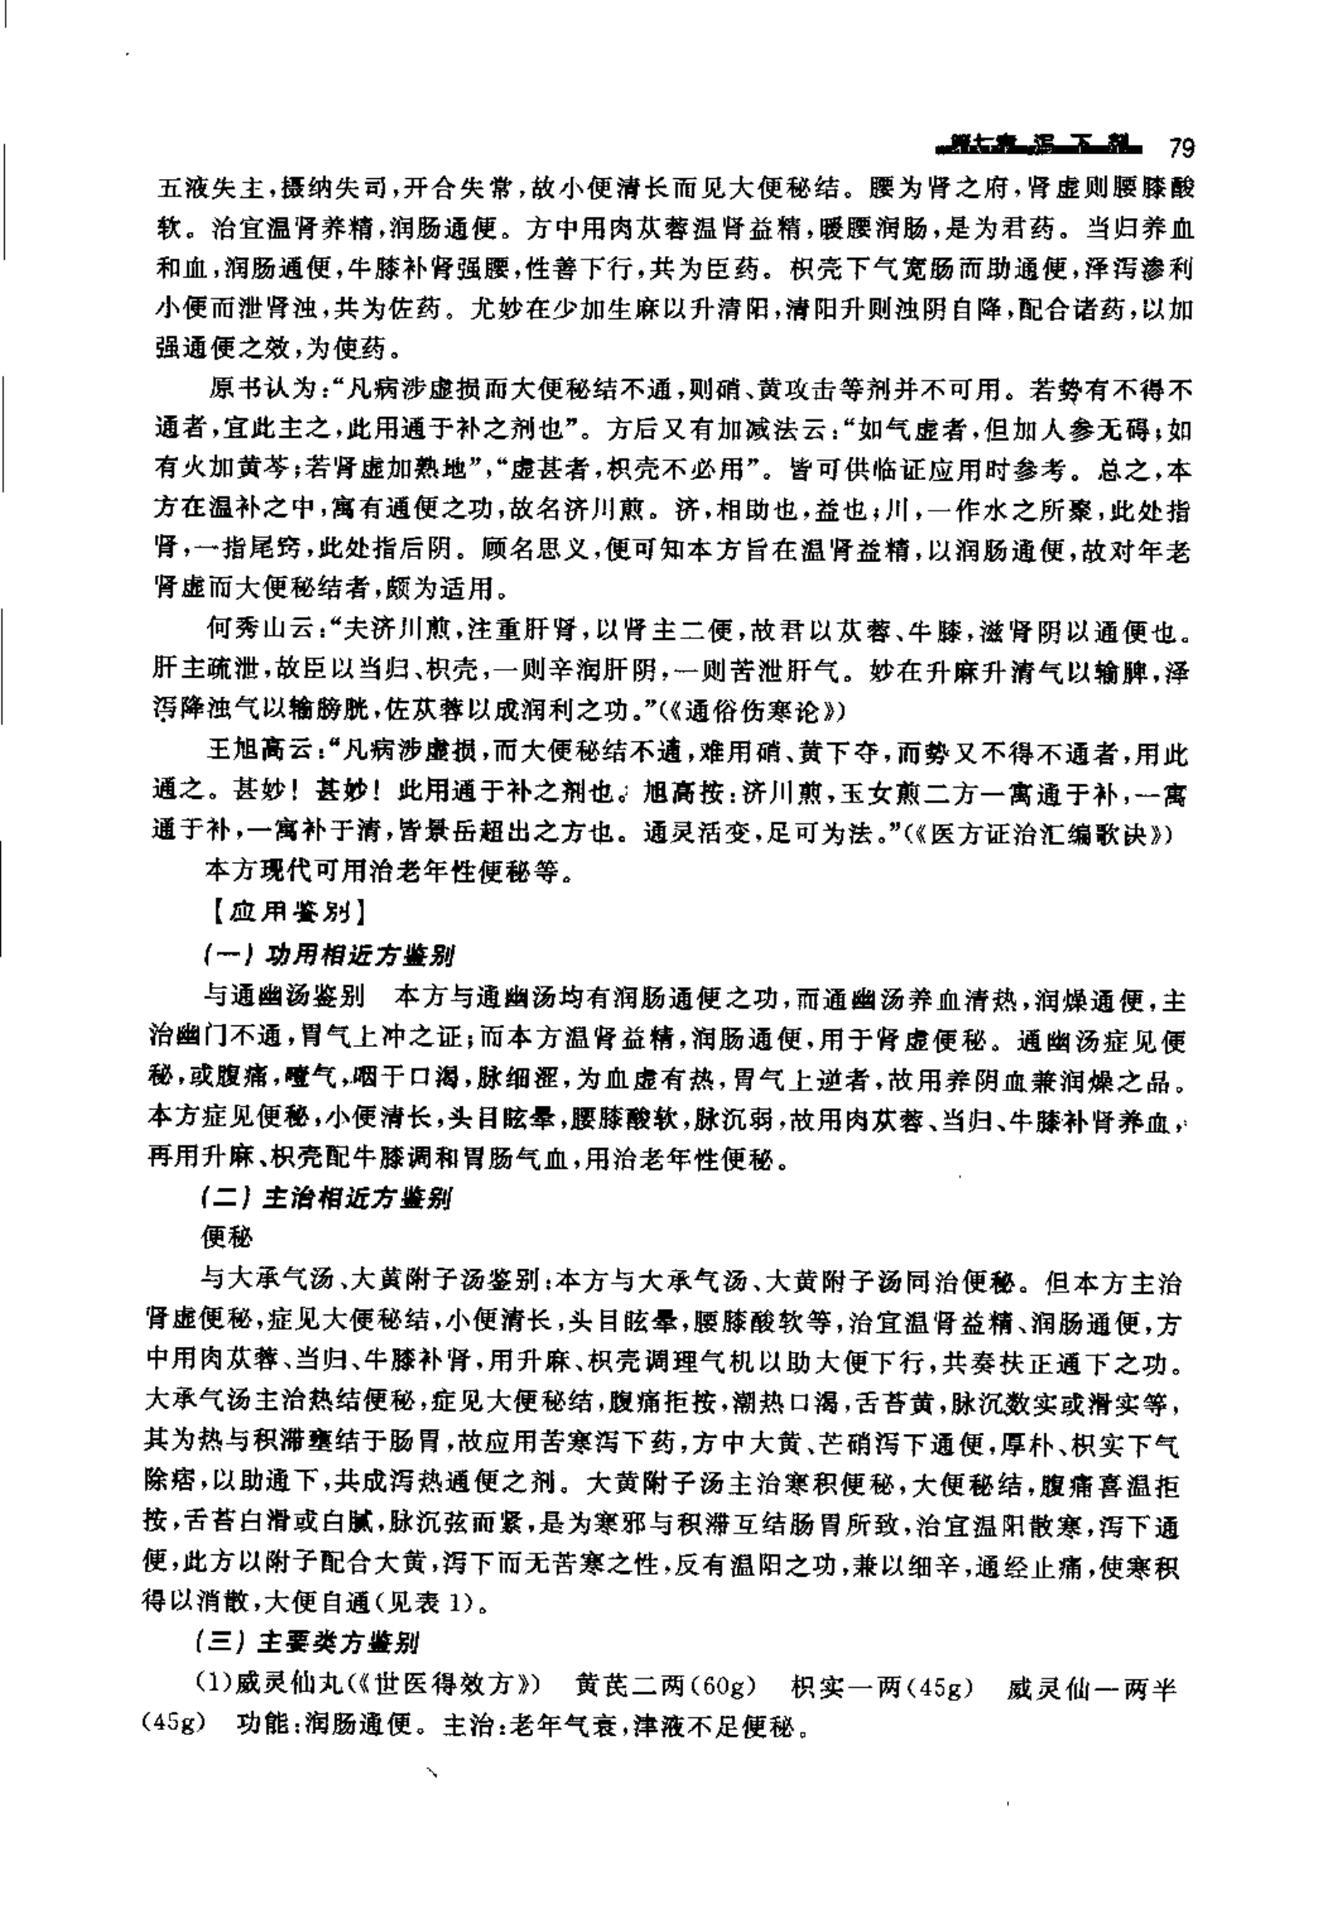 第七章 泻下剂 79
五液失主,摄纳失司,开合失常,故小便清长而见大便秘结。腰为肾之府,肾虚则腰膝酸
软。治宜温肾养精,润肠通便。方中用肉苁蓉温肾益精,暖腰润肠,是为君药。当归养血
和血,润肠通便,牛膝补肾强腰,性善下行,共为臣药。枳壳下气宽肠而助通便,泽泻渗利
小便而泄肾浊,共为佐药。尤妙在少加生麻以升清阳,清阳升则浊阴自降,配合诸药,以加
强通便之效,为使药。
原书认为:“凡病涉虚损而大便秘结不通,则硝、黄攻击等剂并不可用。若势有不得不
通者,宜此主之,此用通于补之剂也”。方后又有加减法云:“如气虚者,但加人参无碍;如
有火加黄芩;若肾虚加熟地”,“虚甚者,枳壳不必用”。皆可供临证应用时参考。总之,本
方在温补之中,寓有通便之功,故名济川煎。济,相助也,益也;川,一作水之所聚,此处指
肾,一指尾窍,此处指后阴。顾名思义,便可知本方旨在温肾益精,以润肠通便,故对年老
肾虚而大便秘结者,颇为适用。
何秀山云:“夫济川煎,注重肝肾,以肾主二便,故君以苁蓉、牛膝,滋肾阴以通便也。
肝主疏泄,故臣以当归、枳壳,一则辛润肝阴,一则苦泄肝气。妙在升麻升清气以输脾,泽
泻降浊气以输膀胱,佐苁蓉以成润利之功。”(《通俗伤寒论》)
王旭高云:“凡病涉虚损,而大便秘结不通,难用硝、黄下夺,而势又不得不通者,用此
通之。甚妙!甚妙!此用通于补之剂也。旭高按:济川煎,玉女煎二方一寓通于补,一寓
通于补,一寓补于清,皆景岳超出之方也。通灵活变,足可为法。”(《医方证治汇编歌诀》)
本方现代可用治老年性便秘等。
【应用鉴别】
(一)功用相近方鉴别
与通幽汤鉴别 本方与通幽汤均有润肠通便之功,而通幽汤养血清热,润燥通便,主
治幽门不通,胃气上冲之证;而本方温肾益精,润肠通便,用于肾虚便秘。通幽汤症见便
秘,或腹痛,噎气,咽干口渴,脉细涩,为血虚有热,胃气上逆者,故用养阴血兼润燥之品。
本方症见便秘,小便清长,头目眩晕,腰膝酸软,脉沉弱,故用肉苁蓉、当归、牛膝补肾养血,
再用升麻、枳壳配牛膝调和胃肠气血,用治老年性便秘。
(二)主治相近方鉴别
便秘
与大承气汤、大黄附子汤鉴别:本方与大承气汤、大黄附子汤同治便秘。但本方主治
肾虚便秘,症见大便秘结,小便清长,头目眩晕,腰膝酸软等,治宜温肾益精、润肠通便,方
中用肉苁蓉、当归、牛膝补肾,用升麻、枳壳调理气机以助大便下行,共奏扶正通下之功。
大承气汤主治热结便秘,症见大便秘结,腹痛拒按,潮热口渴,舌苔黄,脉沉数实或滑实等,
其为热与积滞壅结于肠胃,故应用苦寒泻下药,方中大黄、芒硝泻下通便,厚朴、枳实下气
除痞,以助通下,共成泻热通便之剂。大黄附子汤主治寒积便秘,大便秘结,腹痛喜温拒
按,舌苔白滑或白腻,脉沉弦而紧,是为寒邪与积滞互结肠胃所致,治宜温阳散寒,泻下通
便,此方以附子配合大黄,泻下而无苦寒之性,反有温阳之功,兼以细辛,通经止痛,使寒积
得以消散,大便自通(见表 1)。
(三)主要类方鉴别
(1)威灵仙丸(《世医得效方》) 黄芪二两(60g) 枳实一两(45g) 威灵仙一两半
(45g) 功能:润肠通便。主治:老年气衰,津液不足便秘。